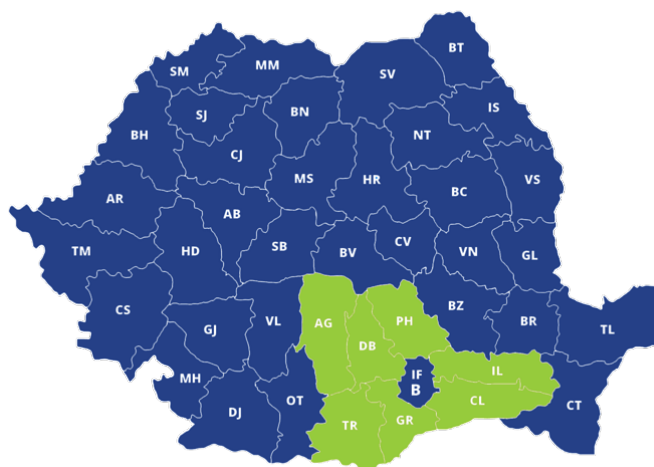 BT
MM
SM
SV
IS
SJ
BN
BH
NT
CJ
MS
HR
VS
BC
AR
AB
CV
SB
VN
TM
HD
BV
GL
BZ
CS
VL
AG
PH
BR
GJ
TL
DB
IL
IF
MH
B
OT
CL
CT
DJ
GR
TR